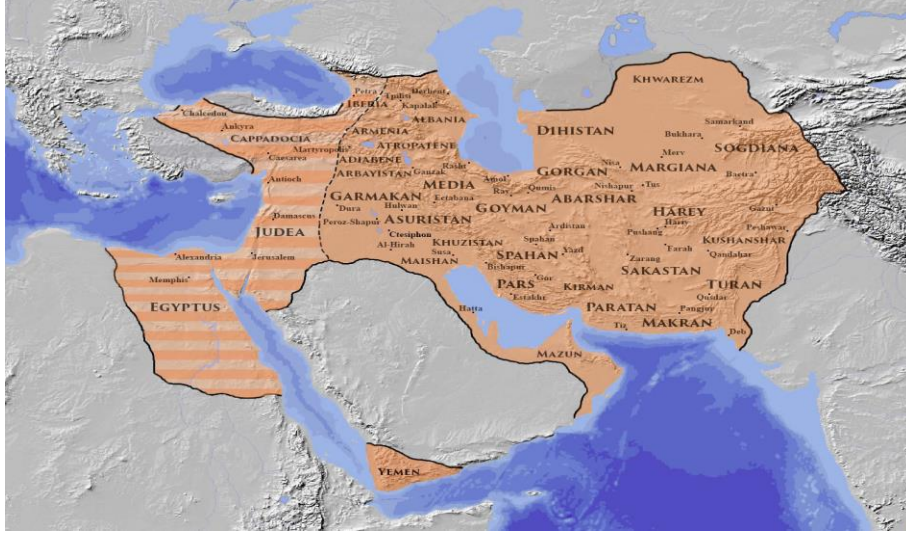 KHWAREZM
Petra
Tpilisi
Derbent
Chalcedon
IBERIA
Kapalak
ALBANIA
Samarkand
Ankyra
CAPPADOCIA
ARMENIA
DIHISTAN
Bukhara
SOGDIANA
Martyropolis
ATROPATENE
Merv
Caesarea
ADIABENE
Rasht
Nisa
MARGIANA
ARBAYISTAN
Ganzak
GORGAN
Bactra
Antioch
MEDIA
Amol
Ray
Qumis
Nishapur
Tus
GARMAKAN
Ekbatana
ABARSHAR
Dura
Hulwan
GOYMAN
HAREY
Gazni
Damascus
Peroz-Shapur
ASURISTAN
Harey
Peshawar
JUDEA
Ctesiphon
Ardistan
Pushang
KUSHANSHAR
Al-Hirah
KHUZISTAN
Spahan
Yazd
Farah
Alexandria
Jerusalem
Susa
SPAHAN
Zarang
Qandahar
MAISHAN
Bishapur
SAKASTAN
Memphis
Gur
TURAN
PARS
KIRMAN
EGYPTUS
Estakhr
Qusdar
Hatta
PARATAN
Panjgur
Tiz
MAKRAN
Deb
MAZUN
YEMEN